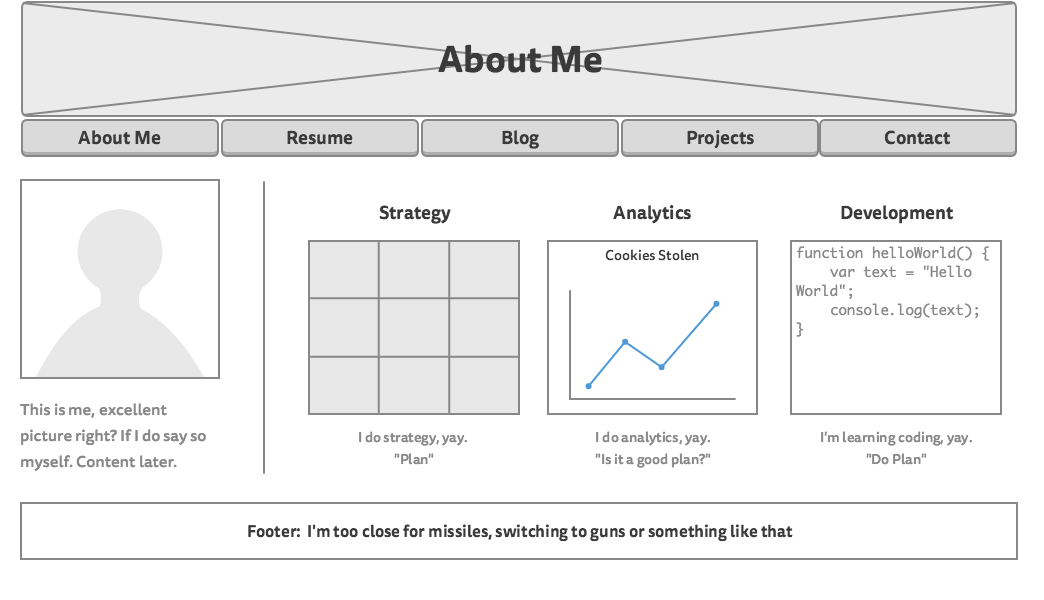 About Me
About Me
Resume
Blog
Projects
Contact
This is me, excellent
picture right? If I do say so
myself. Content later.
Strategy
I do strategy, yay.
"Plan"
Analytics
Cookies Stolen
I do analytics, yay.
"Is it a good plan?"
Development
function helloWorld() {
    var text = "Hello
World";
    console.log(text);
}
I'm learning coding, yay.
"Do Plan"
Footer:  I'm too close for missiles, switching to guns or something like that